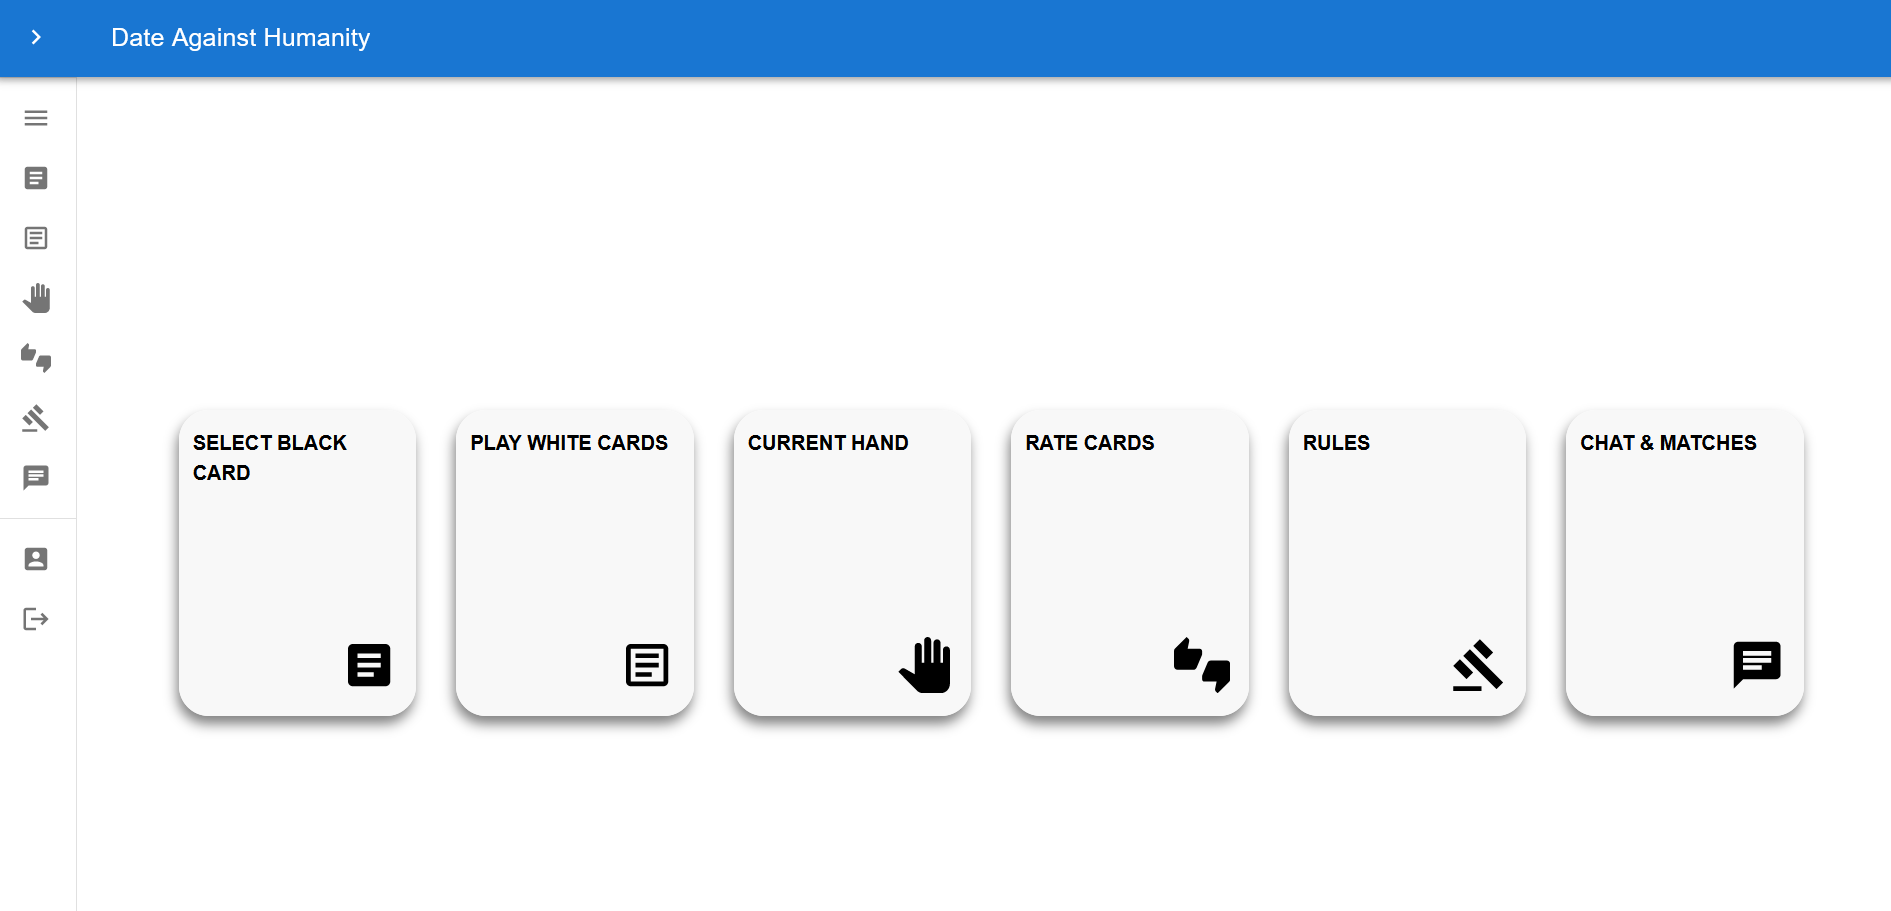 Date Against Humanity
SELECT BLACK
CARD
PLAY WHITE CARDS
CURRENT HAND
RATE CARDS
RULES
CHAT & MATCHES